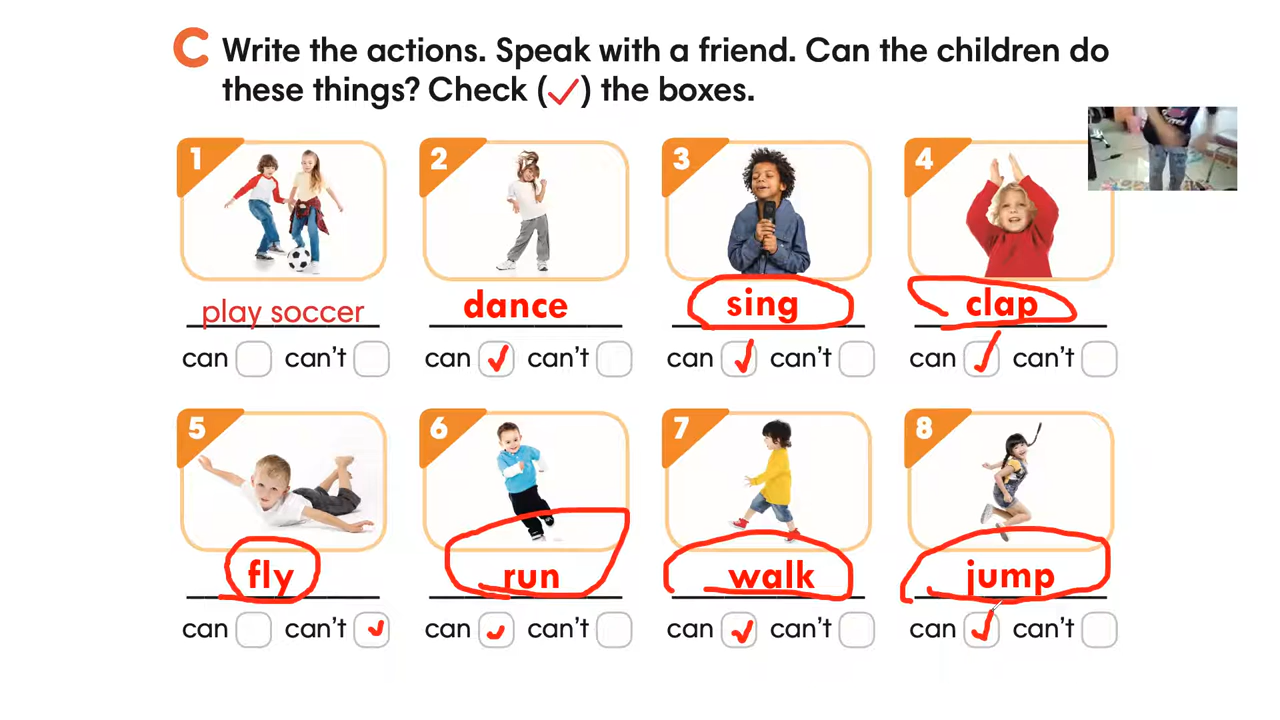 C Write the actions. Speak with a friend. Can the children do
these things? Check (✓) the boxes.
1 2 3 4
play soccer dance sing clap
can can't can ✓ can't can ✓ can't can ✓ can't
5 6 7 8
fly run walk jump
can can't ✓ can ✓ can't can ✓ can't can ✓ can't